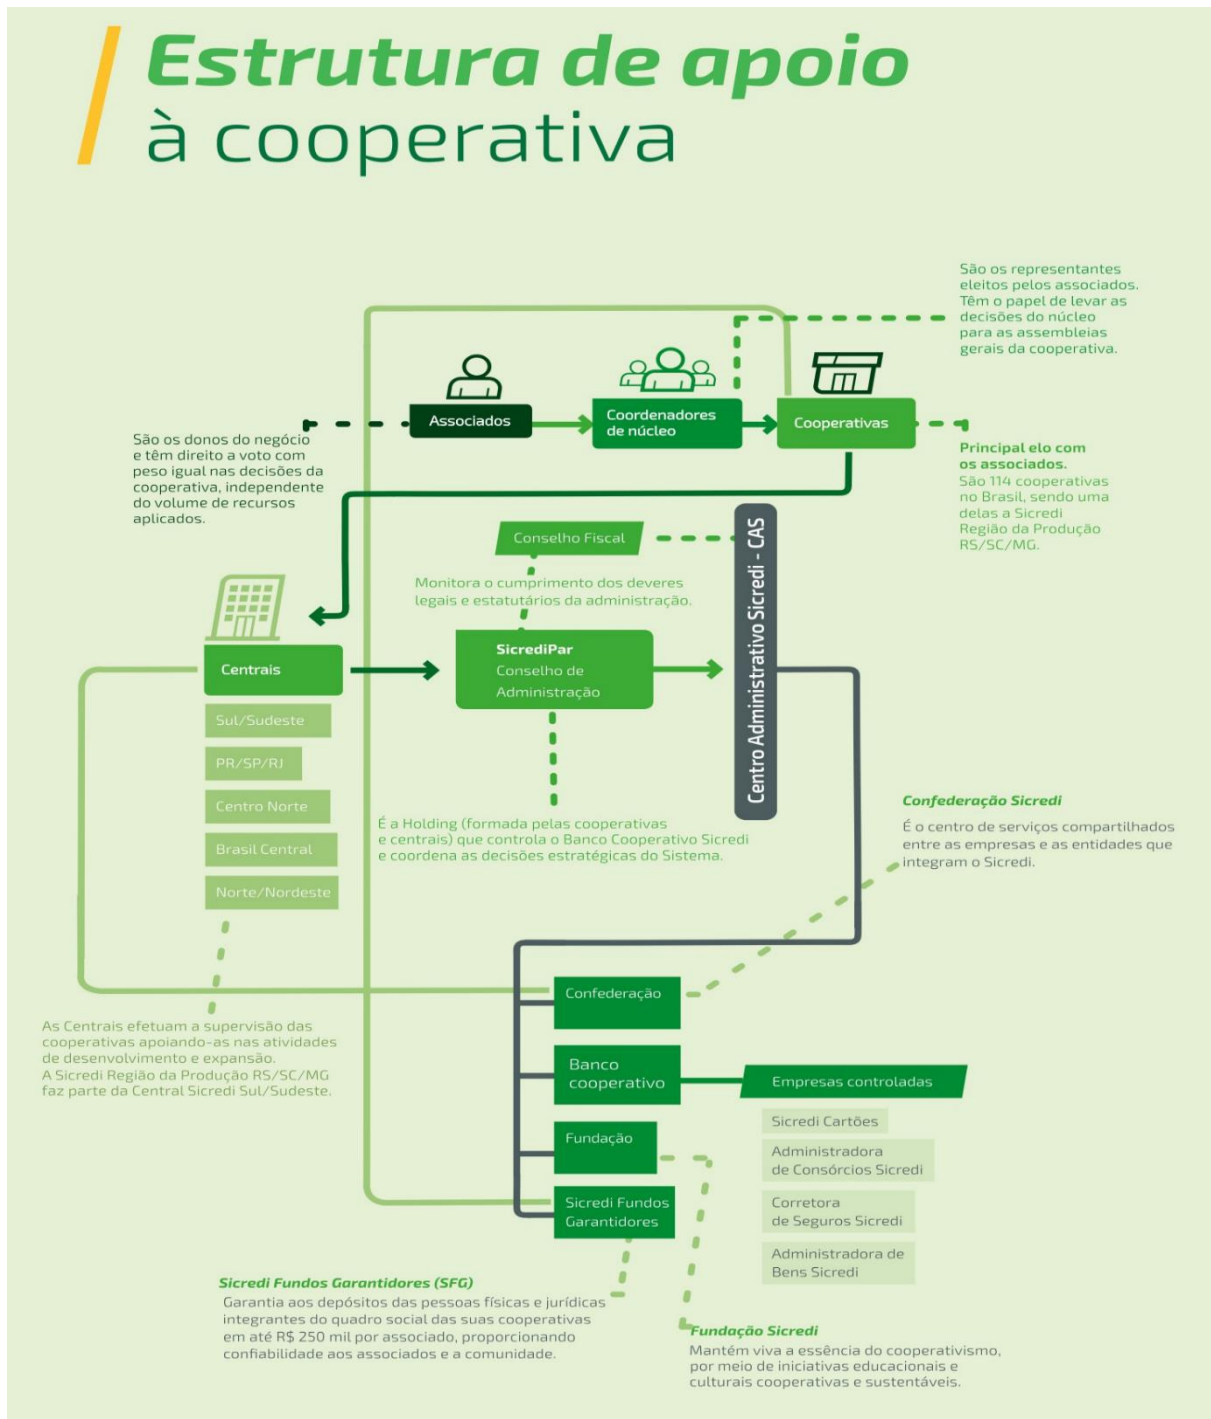 Estrutura de apoio
à cooperativa
São os representantes
eleitos pelos associados.
Têm o papel de levar as
decisões do núcleo
para as assembleias
gerais da cooperativa.
Associados
Coordenadores
de núcleo
Cooperativas
São os donos do negócio
e têm direito a voto com
peso igual nas decisões da
cooperativa, independente
do volume de recursos
aplicados.
Principal elo com
os associados.
São 114 cooperativas
no Brasil, sendo uma
delas a Sicredi
Região da Produção
RS/SC/MG.
Conselho Fiscal
Monitora o cumprimento dos deveres
legais e estatutários da administração.
Centro Administrativo Sicredi - CAS
Centrais
SicrediPar
Conselho de
Administração
Sul/Sudeste
PR/SP/RJ
Centro Norte
Brasil Central
Norte/Nordeste
É a Holding (formada pelas cooperativas
e centrais) que controla o Banco Cooperativo Sicredi
e coordena as decisões estratégicas do Sistema.
Confederação Sicredi
É o centro de serviços compartilhados
entre as empresas e as entidades que
integram o Sicredi.
As Centrais efetuam a supervisão das
cooperativas apoiando-as nas atividades
de desenvolvimento e expansão.
A Sicredi Região da Produção RS/SC/MG
faz parte da Central Sicredi Sul/Sudeste.
Confederação
Banco
cooperativo
Empresas controladas
Sicredi Cartões
Administradora
de Consórcios Sicredi
Corretora
de Seguros Sicredi
Administradora de
Bens Sicredi
Fundação
Sicredi Fundos
Garantidores
Sicredi Fundos Garantidores (SFG)
Garantia aos depósitos das pessoas físicas e jurídicas
integrantes do quadro social das suas cooperativas
em até R$ 250 mil por associado, proporcionando
confiabilidade aos associados e a comunidade.
Fundação Sicredi
Mantém viva a essência do cooperativismo,
por meio de iniciativas educacionais e
culturais cooperativas e sustentáveis.